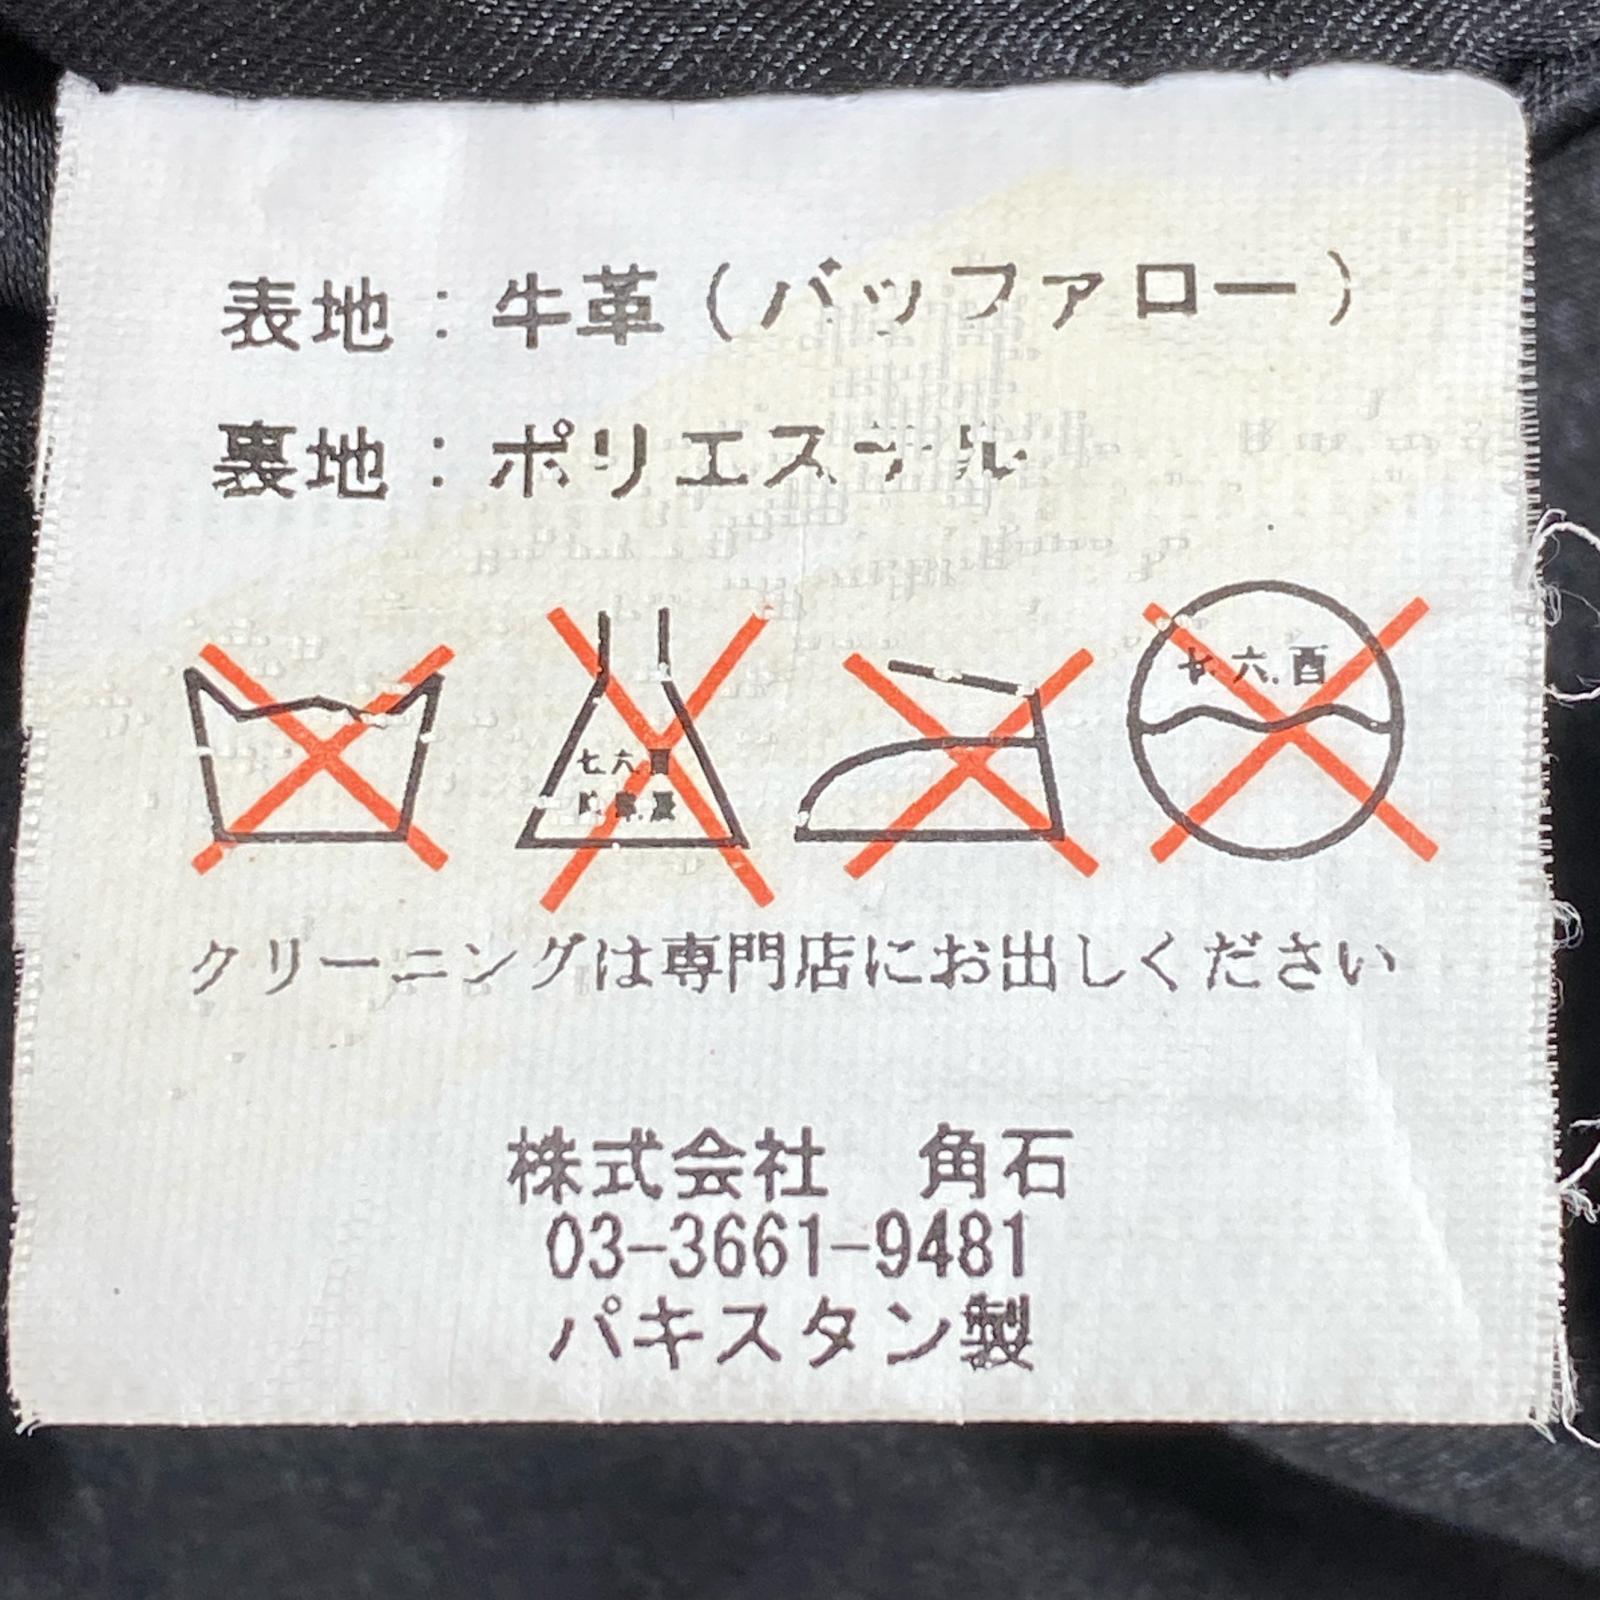 表地：牛革（バッファロー）
裏地：ポリエステル
クリーニングは専門店にお出しください
株式会社　角石
03-3661-9481
パキスタン製